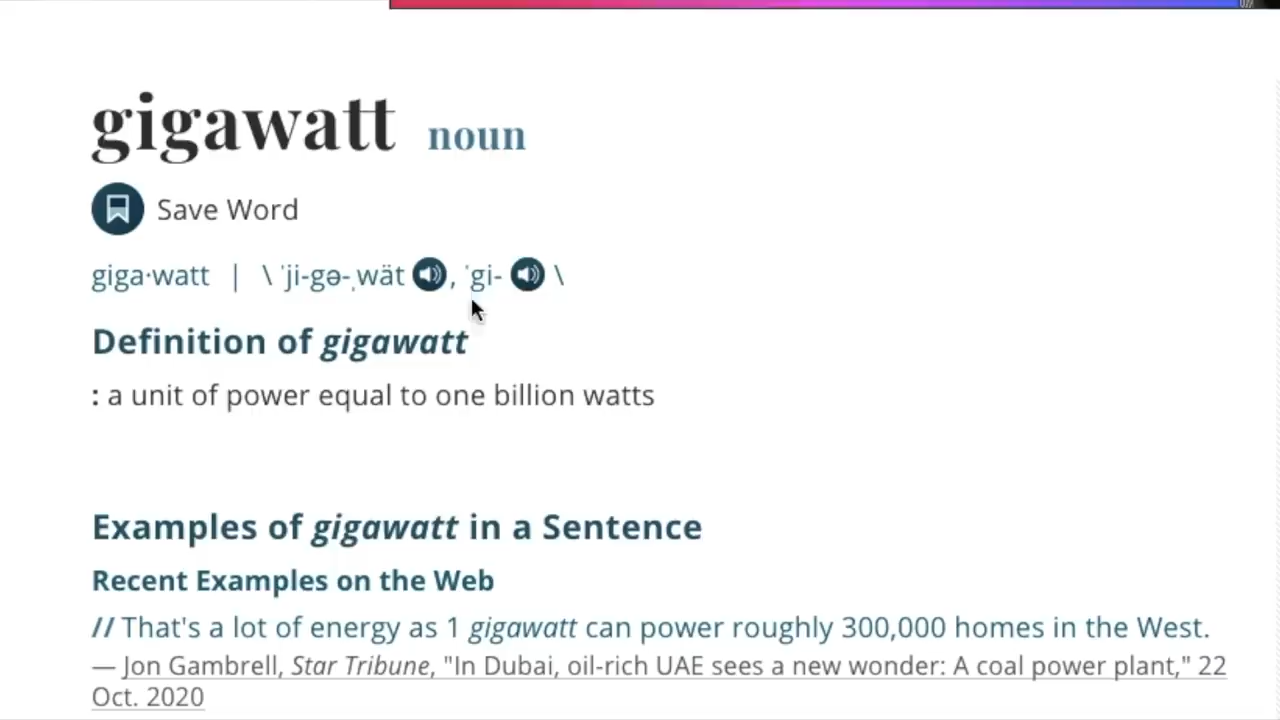 gigawatt noun
Save Word
giga·watt | \ ˈji-gə-ˌwät , ˈgi- \
Definition of gigawatt
: a unit of power equal to one billion watts
Examples of gigawatt in a Sentence
Recent Examples on the Web
// That's a lot of energy as 1 gigawatt can power roughly 300,000 homes in the West.
— Jon Gambrell, Star Tribune, "In Dubai, oil-rich UAE sees a new wonder: A coal power plant," 22
Oct. 2020